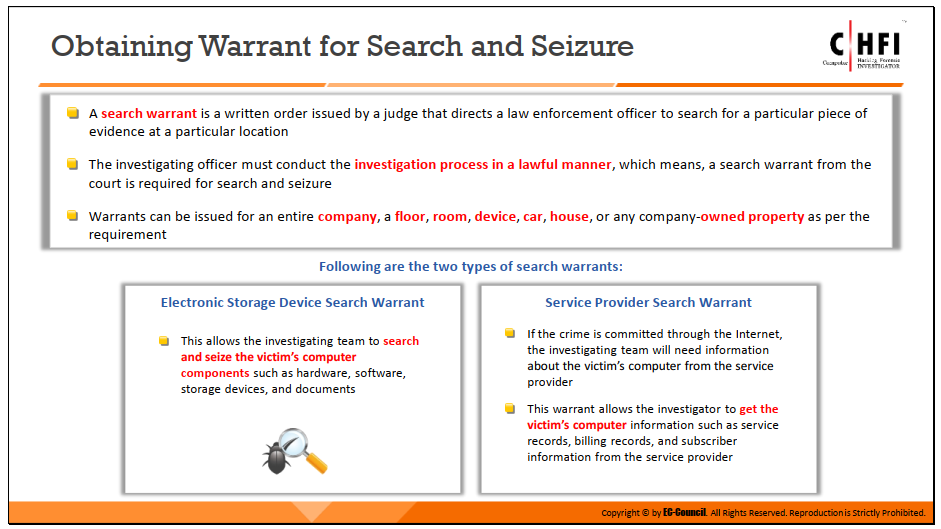 Obtaining Warrant for Search and Seizure
CHFI
Computer Hacking Forensic
INVESTIGATOR
A search warrant is a written order issued by a judge that directs a law enforcement officer to search for a particular piece of
evidence at a particular location
The investigating officer must conduct the investigation process in a lawful manner, which means, a search warrant from the
court is required for search and seizure
Warrants can be issued for an entire company, a floor, room, device, car, house, or any company-owned property as per the
requirement
Following are the two types of search warrants:
Electronic Storage Device Search Warrant
This allows the investigating team to search
and seize the victim's computer
components such as hardware, software,
storage devices, and documents
Service Provider Search Warrant
If the crime is committed through the Internet,
the investigating team will need information
about the victim's computer from the service
provider
This warrant allows the investigator to get the
victim's computer information such as service
records, billing records, and subscriber
information from the service provider
Copyright © by EC-Council. All Rights Reserved. Reproduction is Strictly Prohibited.